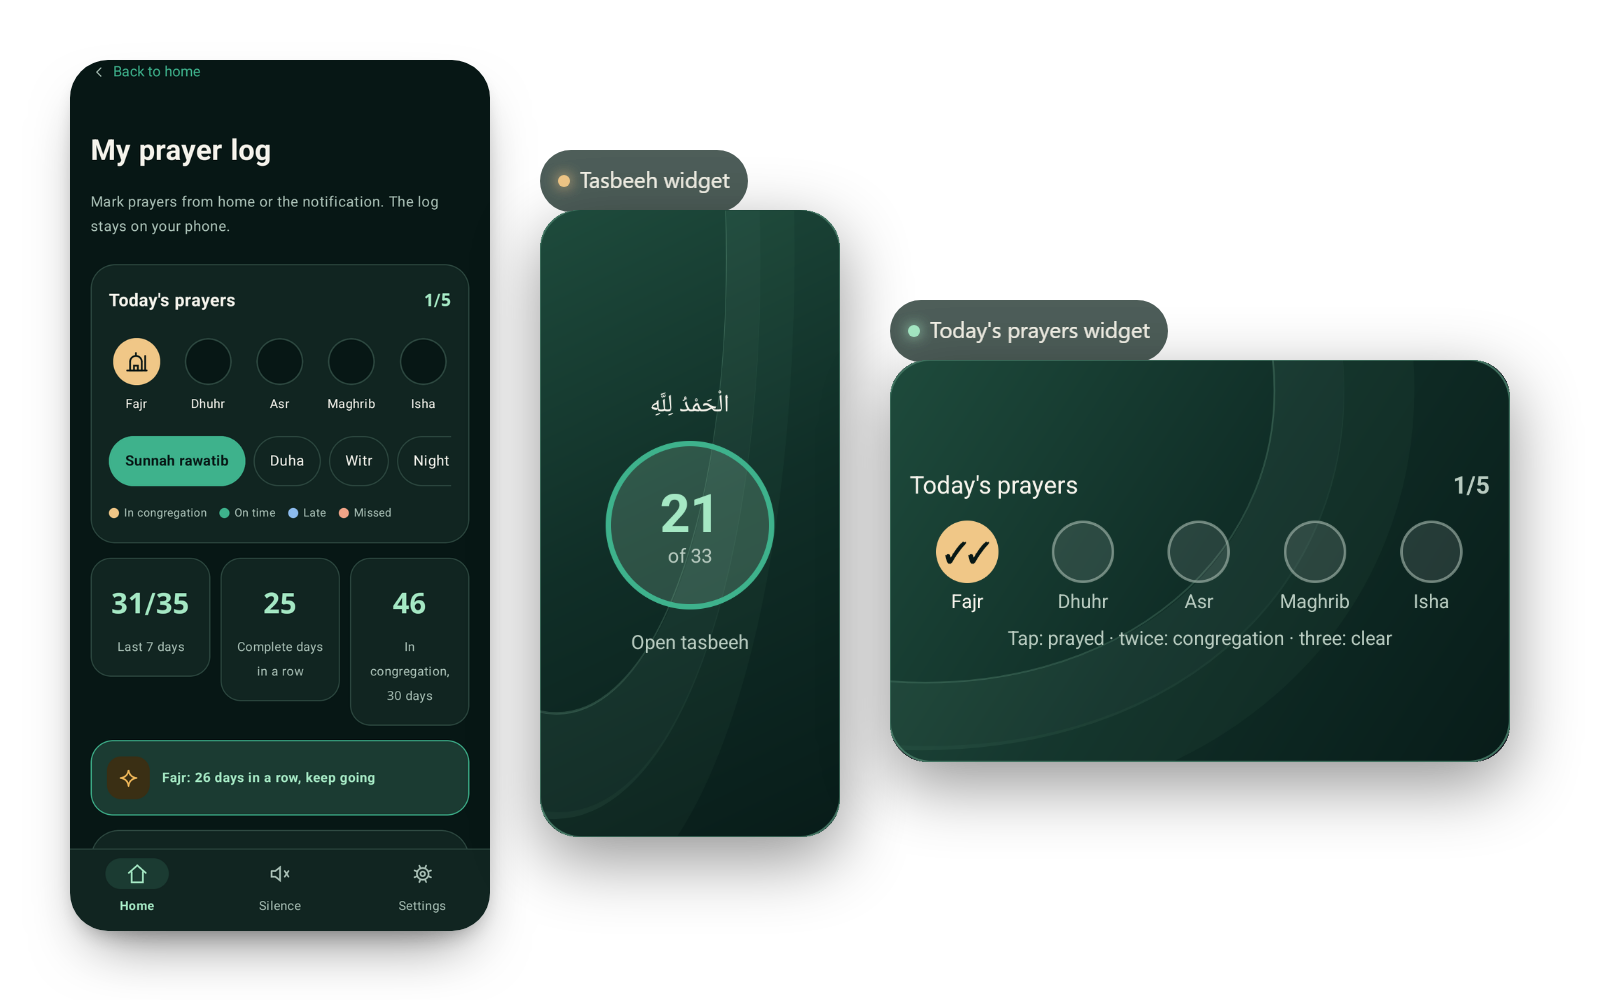 Back to home
My prayer log
Mark prayers from home or the notification. The log
stays on your phone.
Today's prayers
1/5
Fajr
Dhuhr
Asr
Maghrib
Isha
Sunnah rawatib
Duha
Witr
Night
In congregation
On time
Late
Missed
31/35
Last 7 days
25
Complete days
in a row
46
In
congregation,
30 days
Fajr: 26 days in a row, keep going
Home
Silence
Settings
Tasbeeh widget
الْحَمْدُ لِلَّهِ
21
of 33
Open tasbeeh
Today's prayers widget
Today's prayers
1/5
Fajr
Dhuhr
Asr
Maghrib
Isha
Tap: prayed · twice: congregation · three: clear